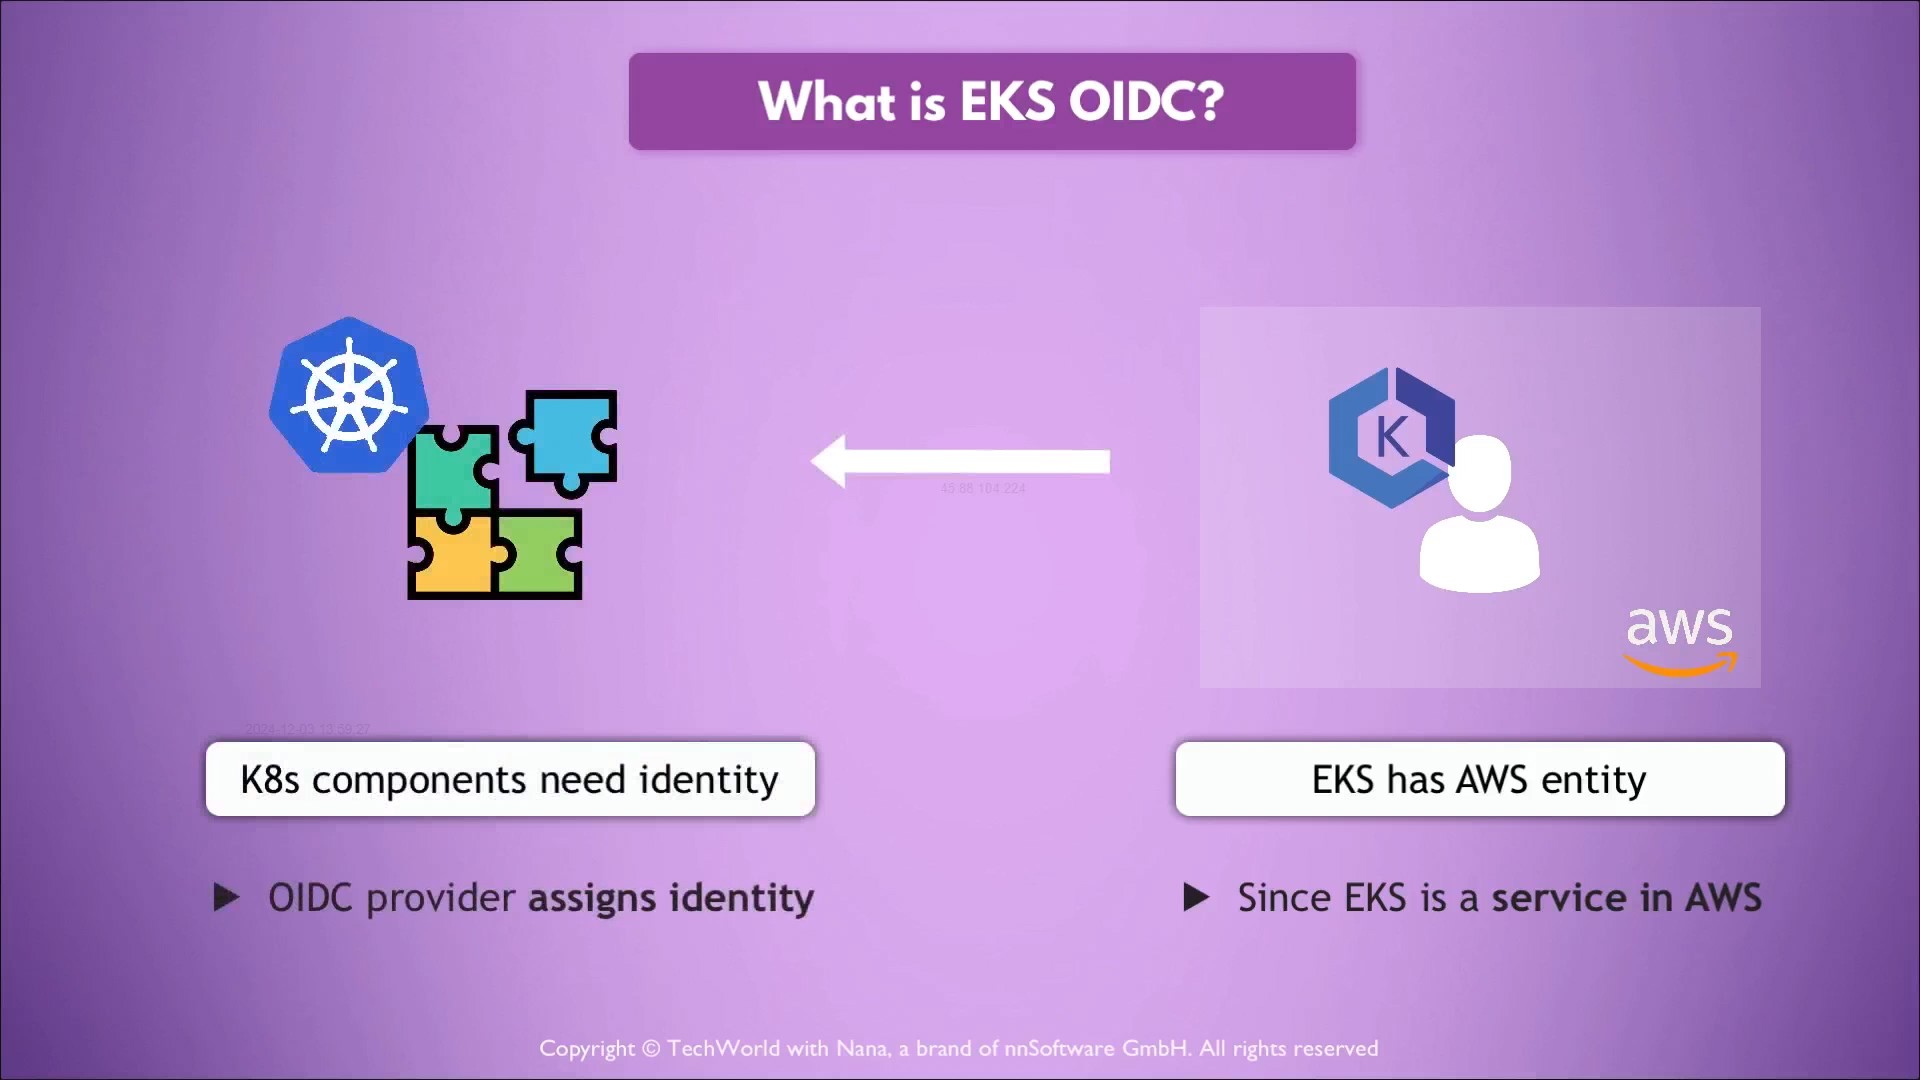 What is EKS OIDC?
K
aws
45.88.104.224
2024-12-03 13:59:27
K8s components need identity
EKS has AWS entity
► OIDC provider assigns identity
► Since EKS is a service in AWS
Copyright © TechWorld with Nana, a brand of nnSoftware GmbH. All rights reserved